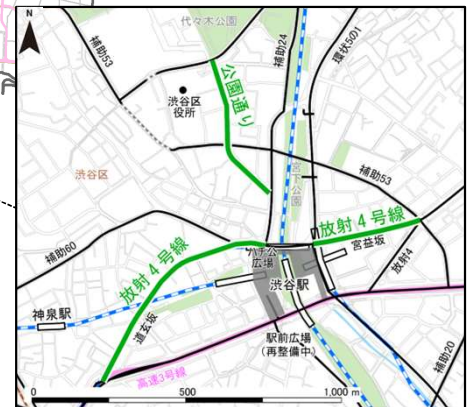 N
代々木公園
補助53
補助24
環状5の1
公園通り
渋谷区
役所
渋谷区
宮下公園
補助53
放射4号線
放射4号線
宮益坂
ハチ公
広場
補助60
放射4
渋谷駅
神泉駅
道玄坂
駅前広場
(再整備中)
補助20
高速3号線
0
500
1,000 m